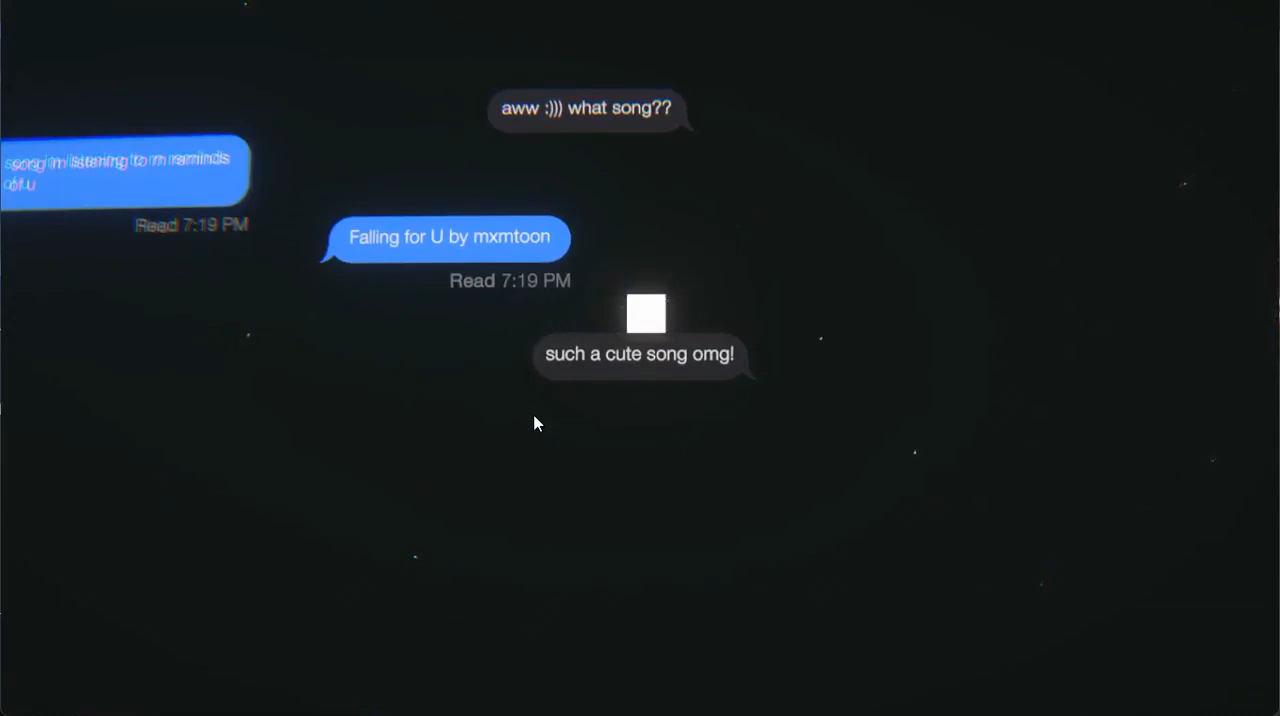 aww :))) what song??
song im listening to rn reminds
of u
Read 7:19 PM
Falling for U by mxmtoon
Read 7:19 PM
such a cute song omg!